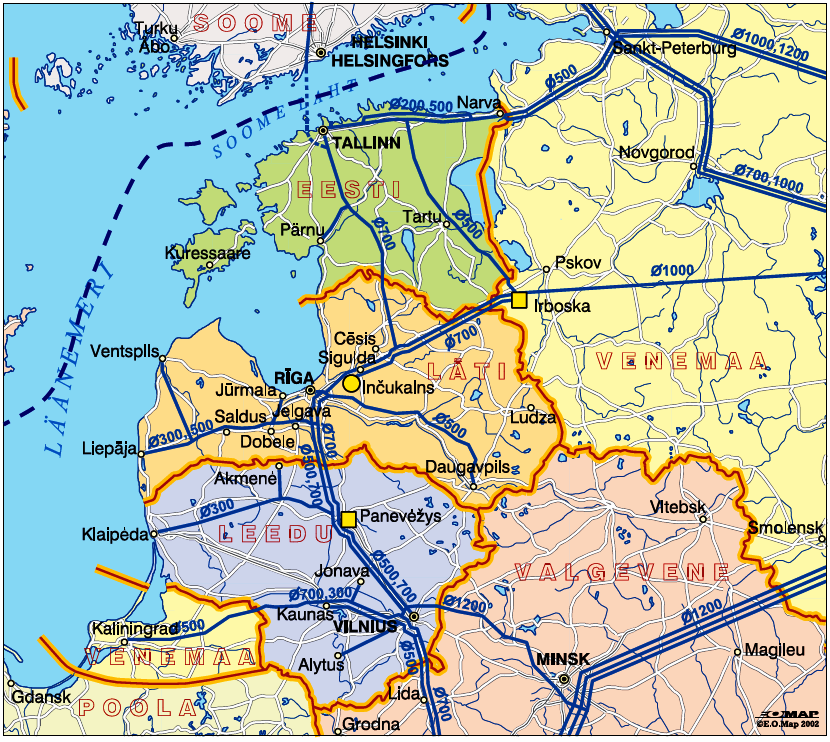 SOOME
Turku
Åbo
HELSINKI
HELSINGFORS
Sankt-Peterburg
Ø1000,1200
Ø500
Ø200,500
Narva
SOOME LAHT
TALLINN
Novgorod
Ø700,1000
EESTI
Pärnu
Tartu
Ø500
Ø700
Kuressaare
Pskov
Ø1000
Irboska
LÄÄNEMERI
Cēsis
Sigulda
Ø700
Ventspils
RĪGA
Inčukalns
LÄTI
VENEMAA
Jūrmala
Saldus
Jelgava
Ludza
Ø300,500
Dobele
Ø700
Ø500
Liepāja
Ø500,700
Daugavpils
Akmenė
Ø300
Panevėžys
Vitebsk
Klaipėda
LEEDU
Smolensk
Ø500,700
Jonava
VALGEVENE
Ø700,300
Kaunas
Ø1200
Ø1200
Kaliningrad
Ø500
VILNIUS
VENEMAA
Alytus
Ø500
MINSK
Magileu
Gdansk
POOLA
Lida
Ø700
Grodna
E.O.MAP
©E.O.Map 2002